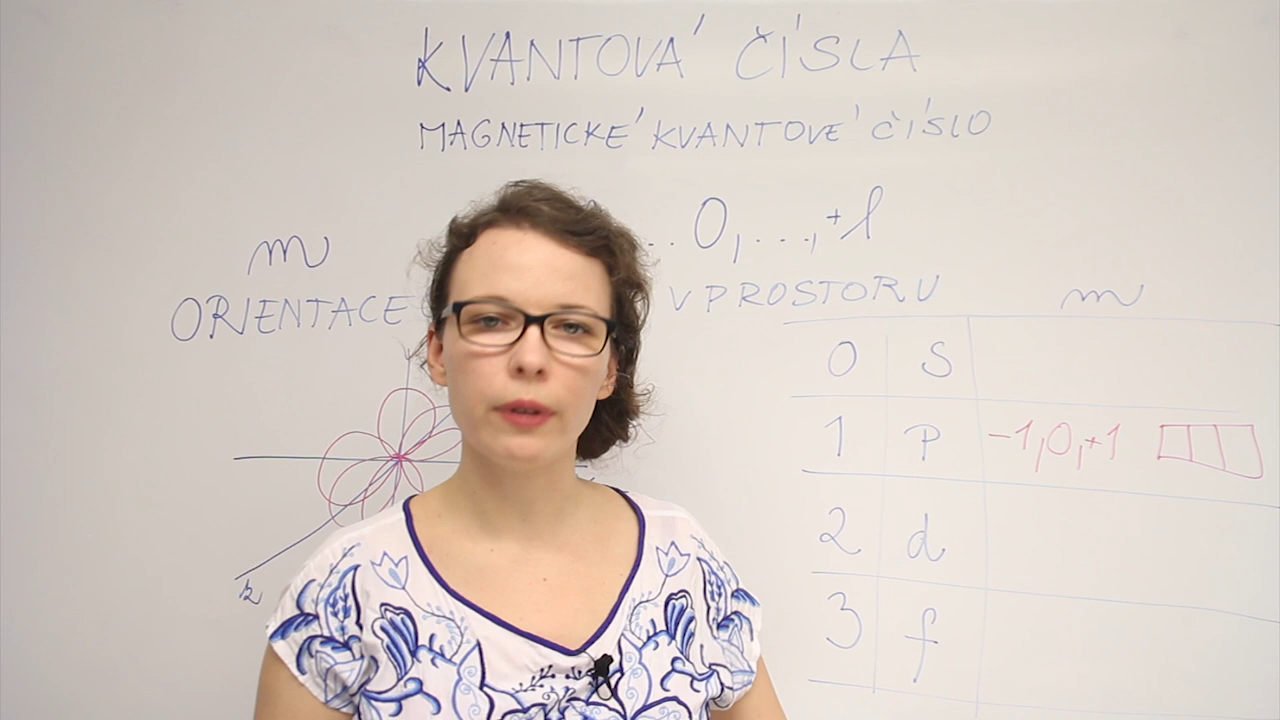 KVANTOVÁ ČÍSLA
MAGNETICKÉ KVANTOVÉ ČÍSLO
m .. 0, ..., +l
ORIENTACE V PROSTORU
m
0 s
1 p -1, 0, +1
2 d
3 f
z